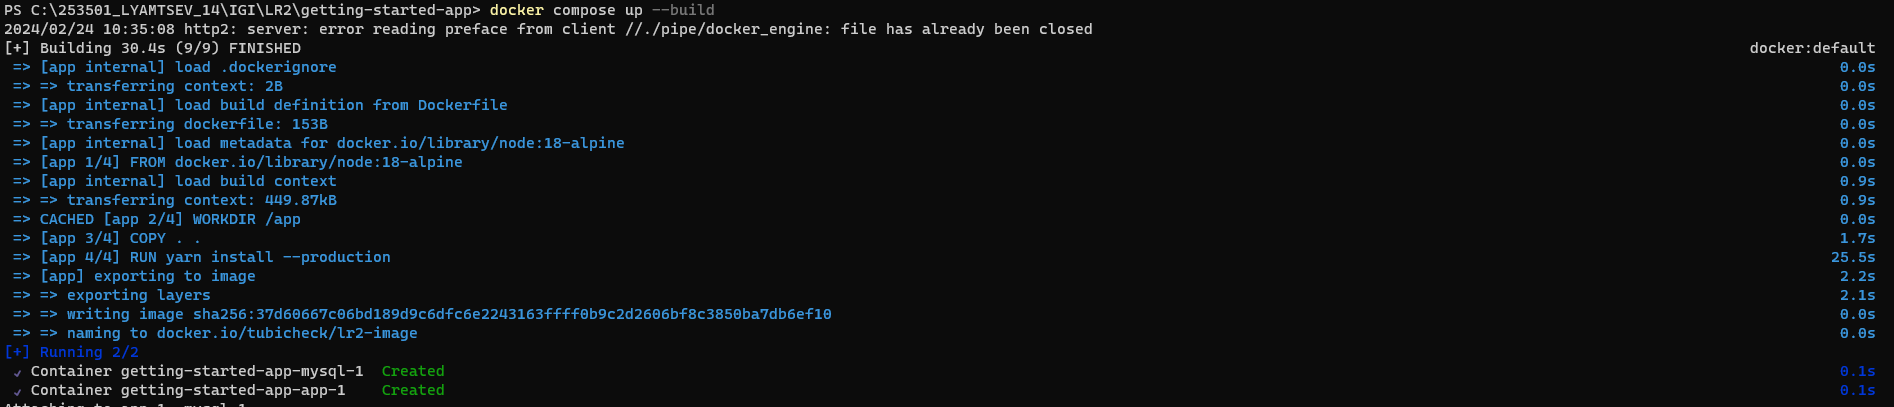 PS C:\253501_LYAMTSEV_14\IGI\LR2\getting-started-app> docker compose up --build
2024/02/24 10:35:08 http2: server: error reading preface from client //./pipe/docker_engine: file has already been closed
[+] Building 30.4s (9/9) FINISHED docker:default
=> [app internal] load .dockerignore 0.0s
=> => transferring context: 2B 0.0s
=> [app internal] load build definition from Dockerfile 0.0s
=> => transferring dockerfile: 153B 0.0s
=> [app internal] load metadata for docker.io/library/node:18-alpine 0.0s
=> [app 1/4] FROM docker.io/library/node:18-alpine 0.0s
=> [app internal] load build context 0.9s
=> => transferring context: 449.87kB 0.9s
=> CACHED [app 2/4] WORKDIR /app 0.0s
=> [app 3/4] COPY . . 1.7s
=> [app 4/4] RUN yarn install --production 25.5s
=> [app] exporting to image 2.2s
=> => exporting layers 2.1s
=> => writing image sha256:37d60667c06bd189d9c6dfc6e2243163ffff0b9c2d2606bf8c3850ba7db6ef10 0.0s
=> => naming to docker.io/tubicheck/lr2-image 0.0s
[+] Running 2/2
✔ Container getting-started-app-mysql-1 Created 0.1s
✔ Container getting-started-app-app-1 Created 0.1s
Attaching to app-1, mysql-1